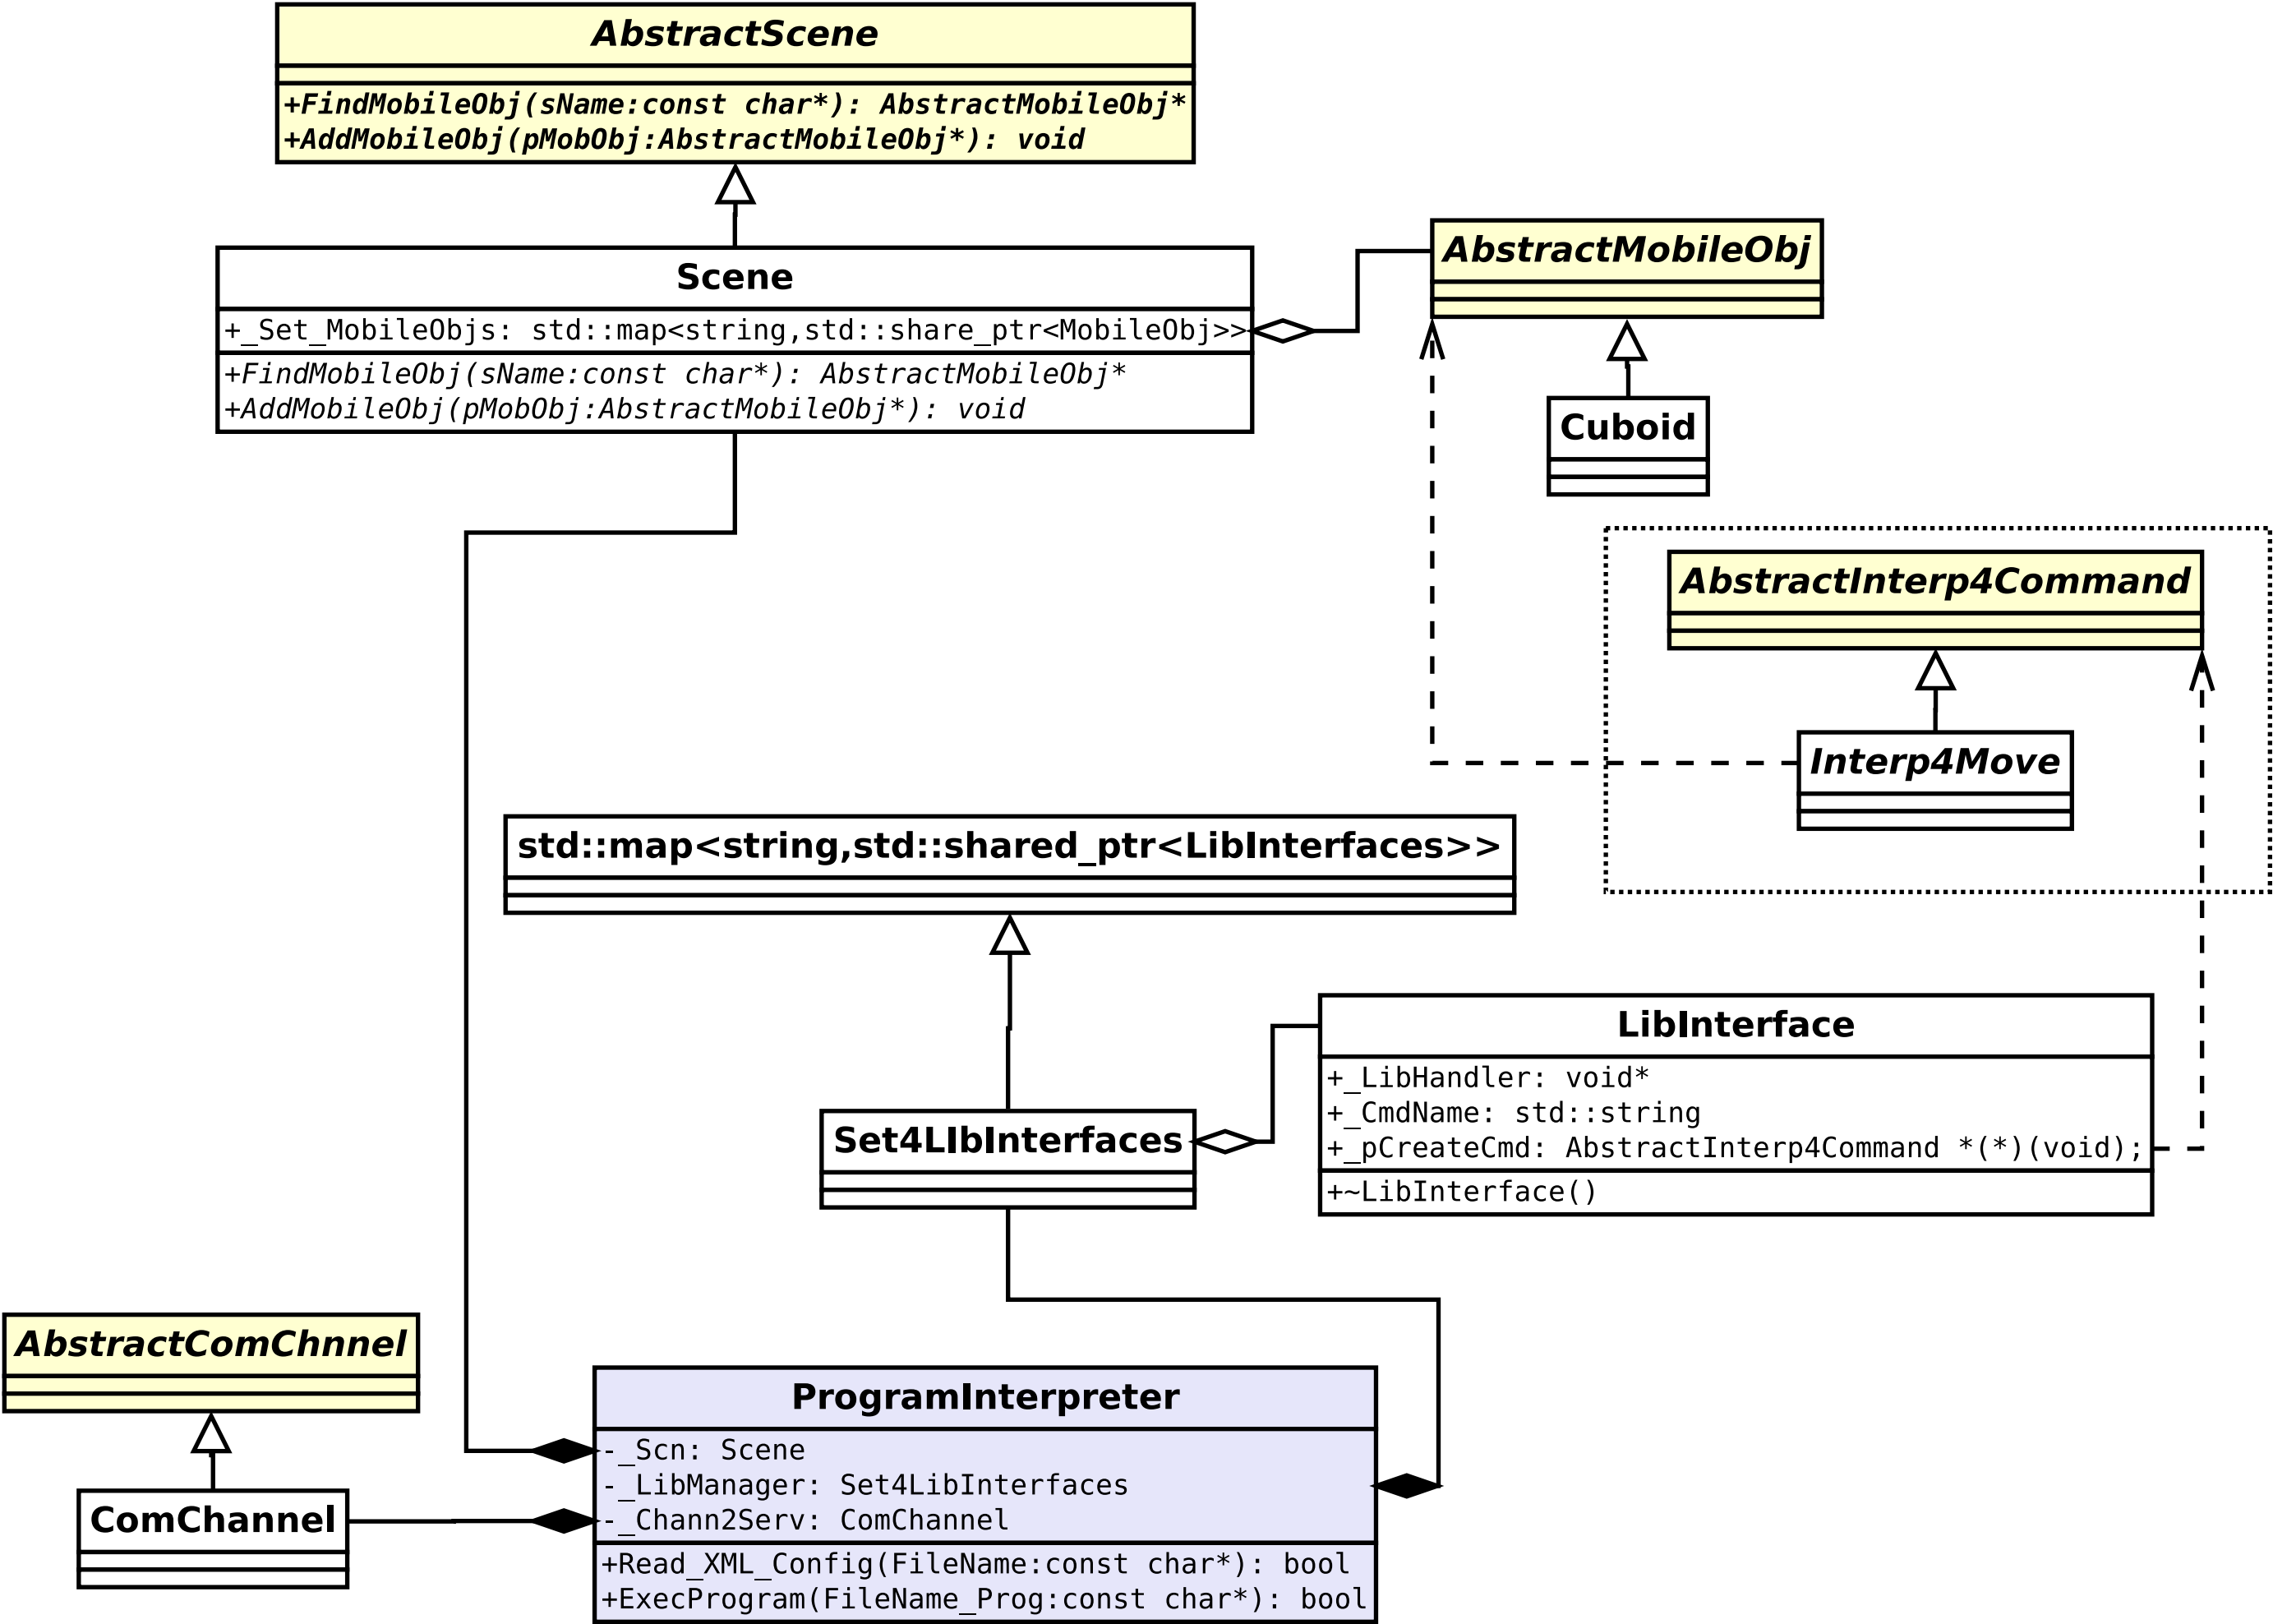 AbstractScene
+FindMobileObj(sName:const char*): AbstractMobileObj*
+AddMobileObj(pMobObj:AbstractMobileObj*): void
Scene
+_Set_MobileObjs: std::map<string,std::share_ptr<MobileObj>>
+FindMobileObj(sName:const char*): AbstractMobileObj*
+AddMobileObj(pMobObj:AbstractMobileObj*): void
AbstractMobileObj
Cuboid
AbstractInterp4Command
Interp4Move
std::map<string,std::shared_ptr<LibInterfaces>>
LibInterface
+_LibHandler: void*
+_CmdName: std::string
+_pCreateCmd: AbstractInterp4Command *(*)(void);
+~LibInterface()
Set4LIbInterfaces
AbstractComChnnel
ComChannel
ProgramInterpreter
-_Scn: Scene
-_LibManager: Set4LibInterfaces
-_Chann2Serv: ComChannel
+Read_XML_Config(FileName:const char*): bool
+ExecProgram(FileName_Prog:const char*): bool